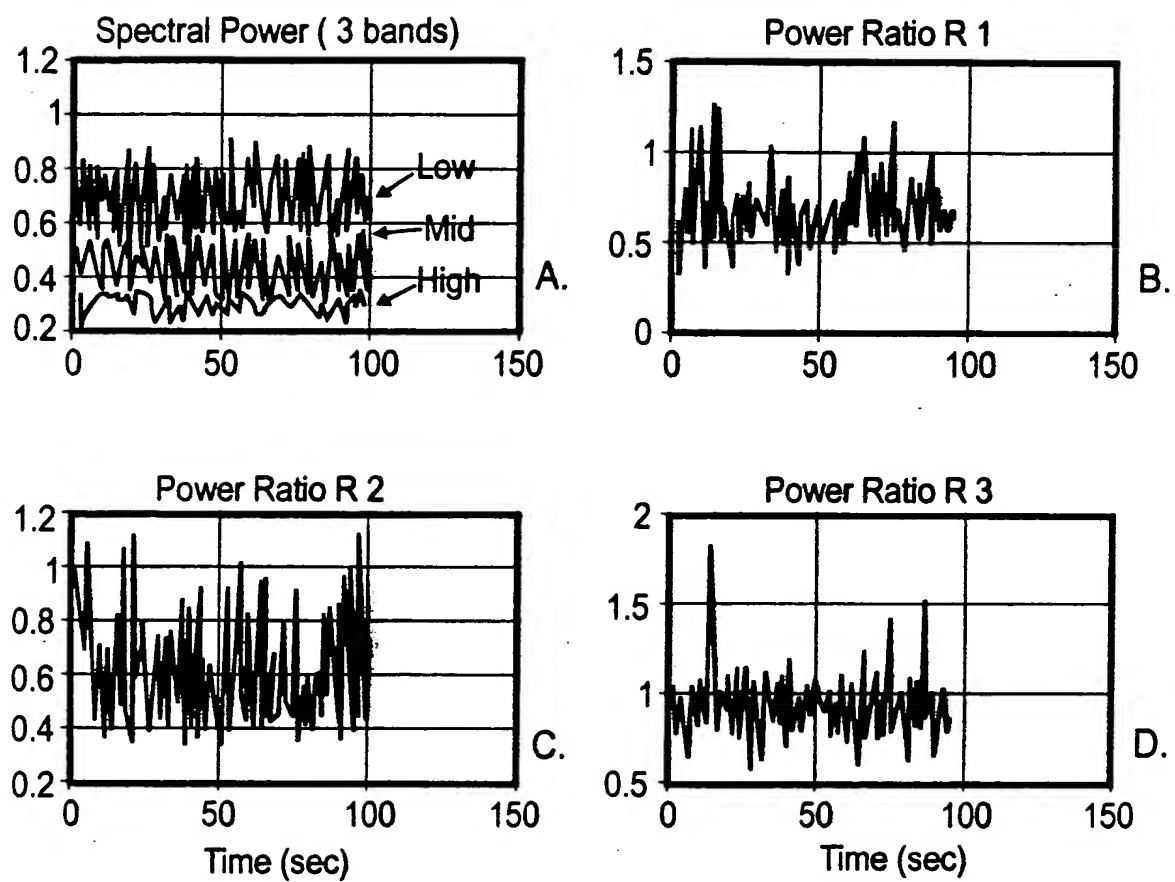 Spectral Power ( 3 bands)
1.2
1
0.8
0.6
0.4
0.2
0
50
100
150
Low
Mid
High
A.
Power Ratio R 1
1.5
1
0.5
0
0
50
100
150
B.
Power Ratio R 2
1.2
1
0.8
0.6
0.4
0.2
0
50
100
150
Time (sec)
C.
Power Ratio R 3
2
1.5
1
0.5
0
50
100
150
Time (sec)
D.